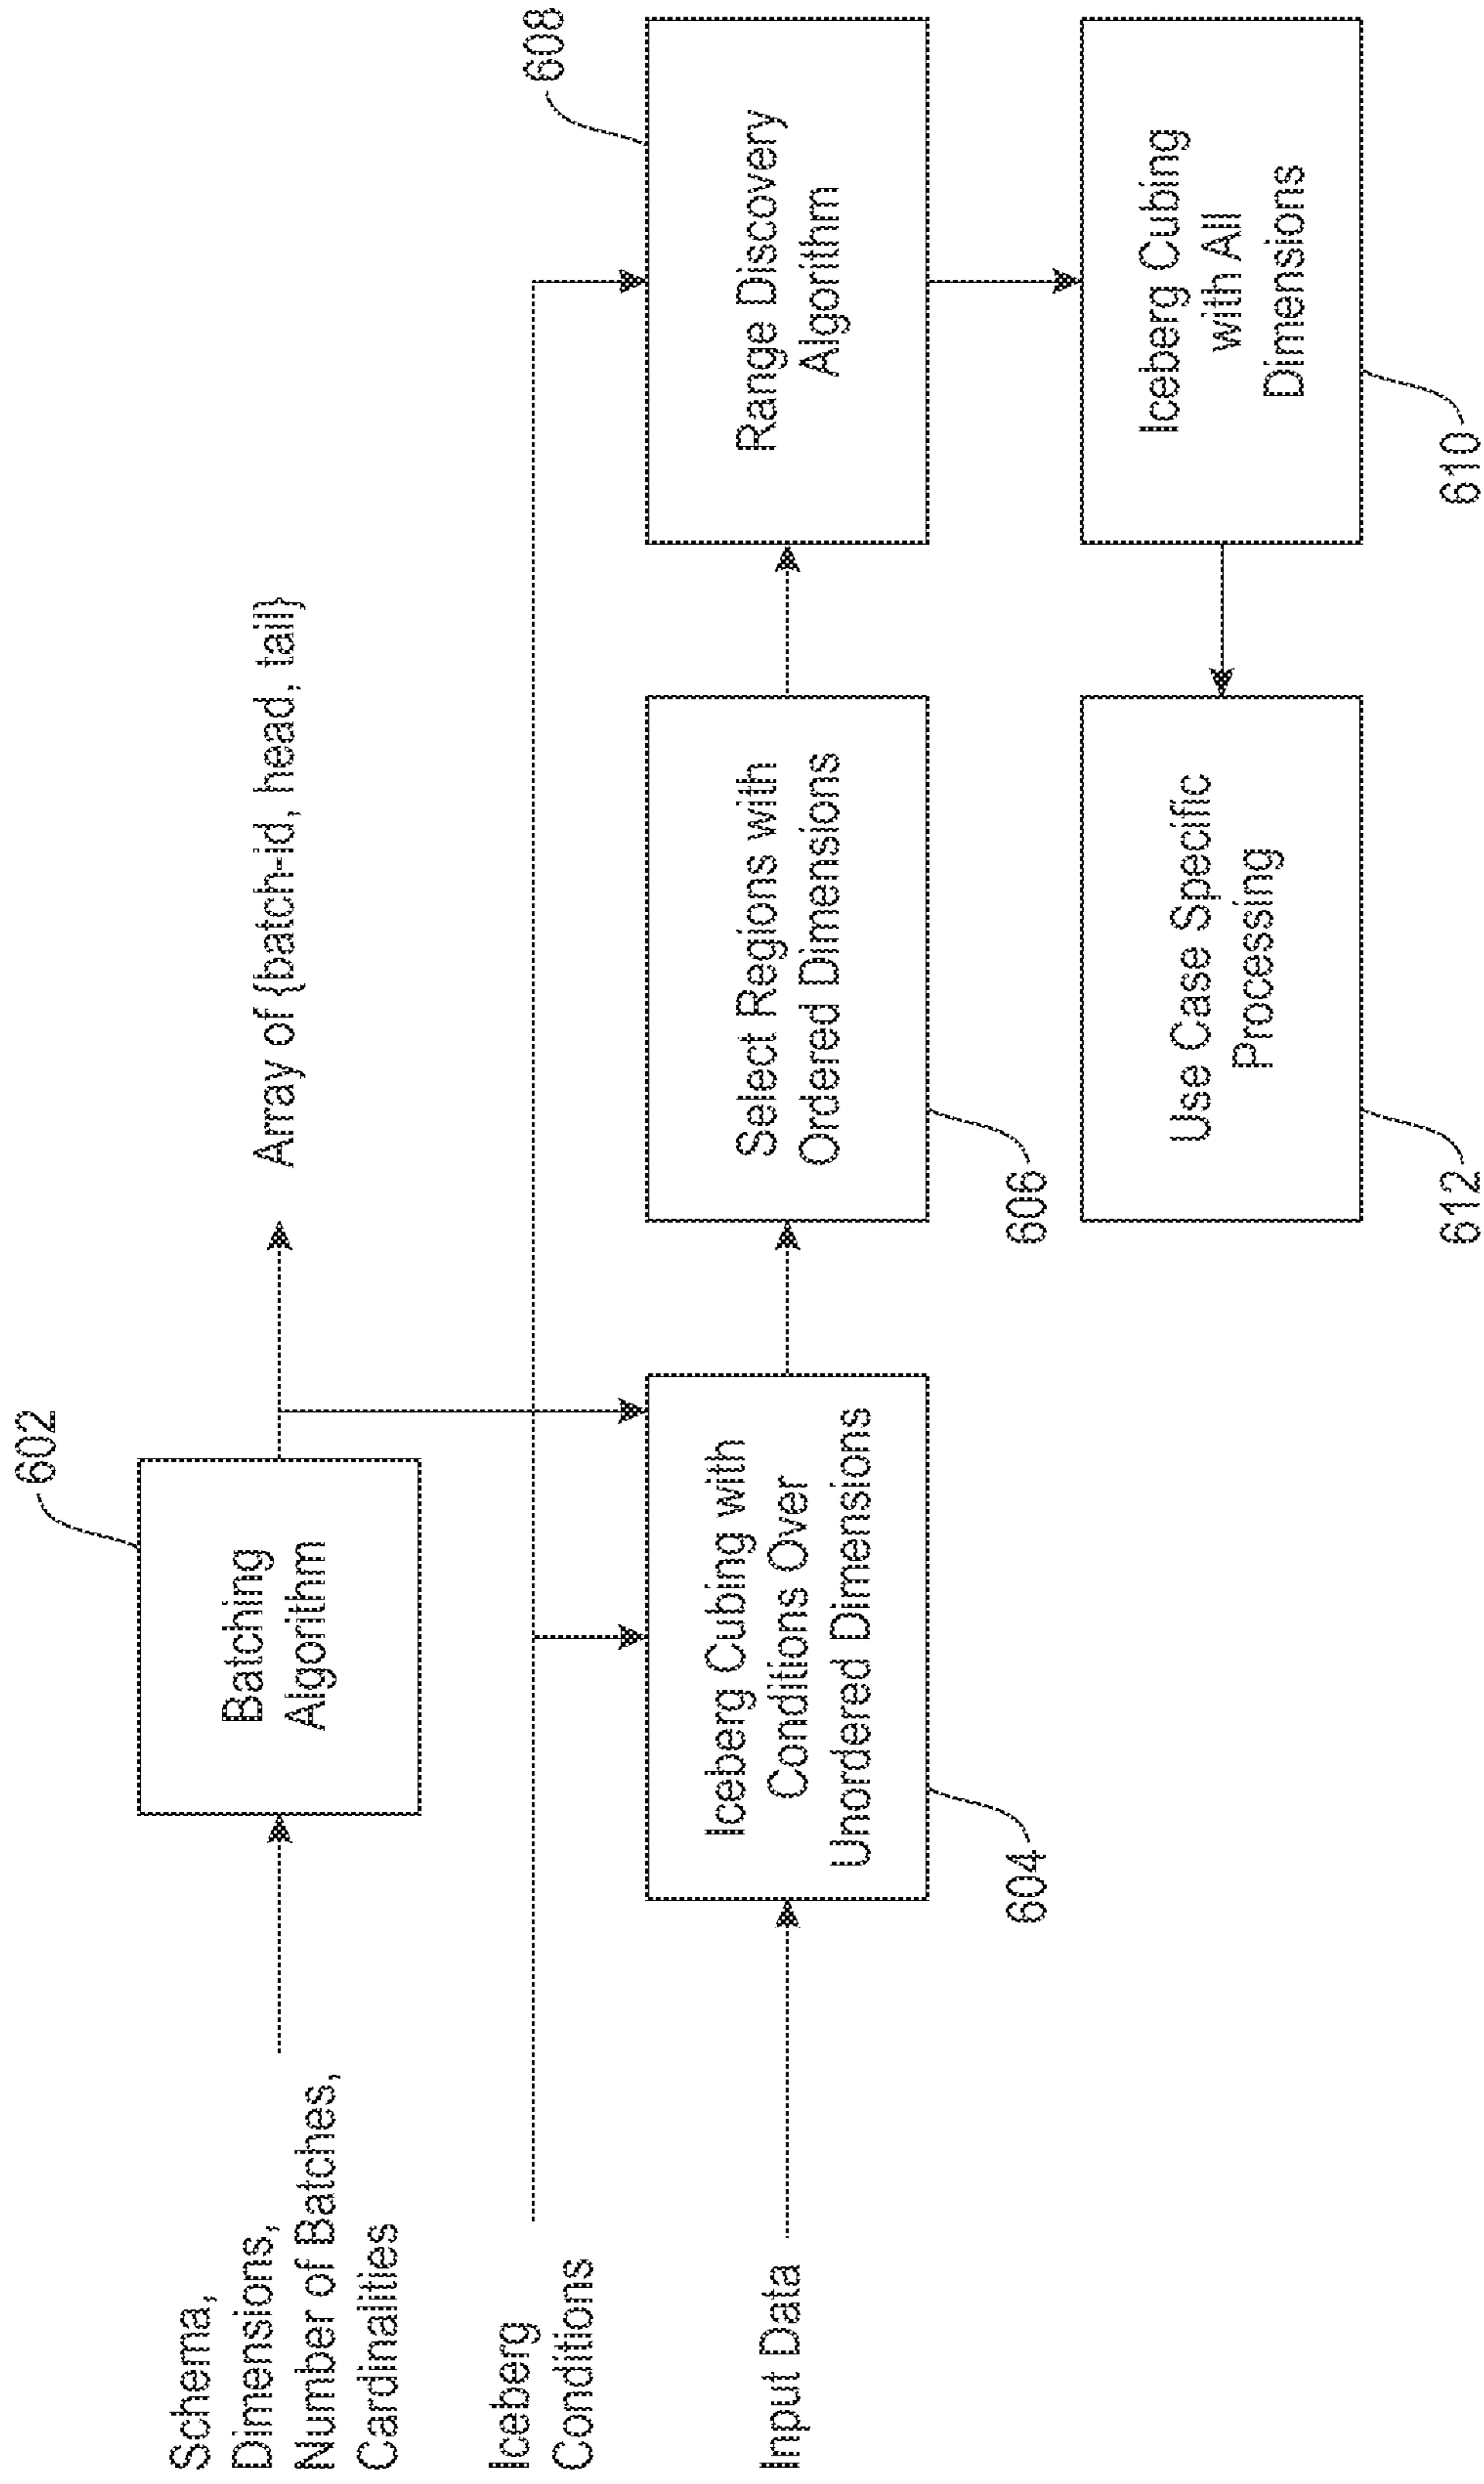 Schema,
Dimensions,
Number of Batches,
Cardinalities
602
Batching
Algorithm
Array of {batch-id, head, tail}
Iceberg
Conditions
Input Data
Iceberg Cubing with
Conditions Over
Unordered Dimensions
604
Select Regions with
Ordered Dimensions
606
608
Range Discovery
Algorithm
Use Case Specific
Processing
612
Iceberg Cubing
with All
Dimensions
610